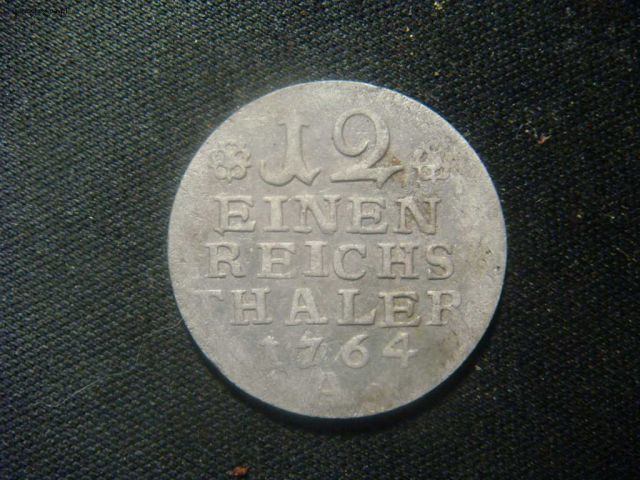 12
EINEN
REICHS
THALER
1764
A